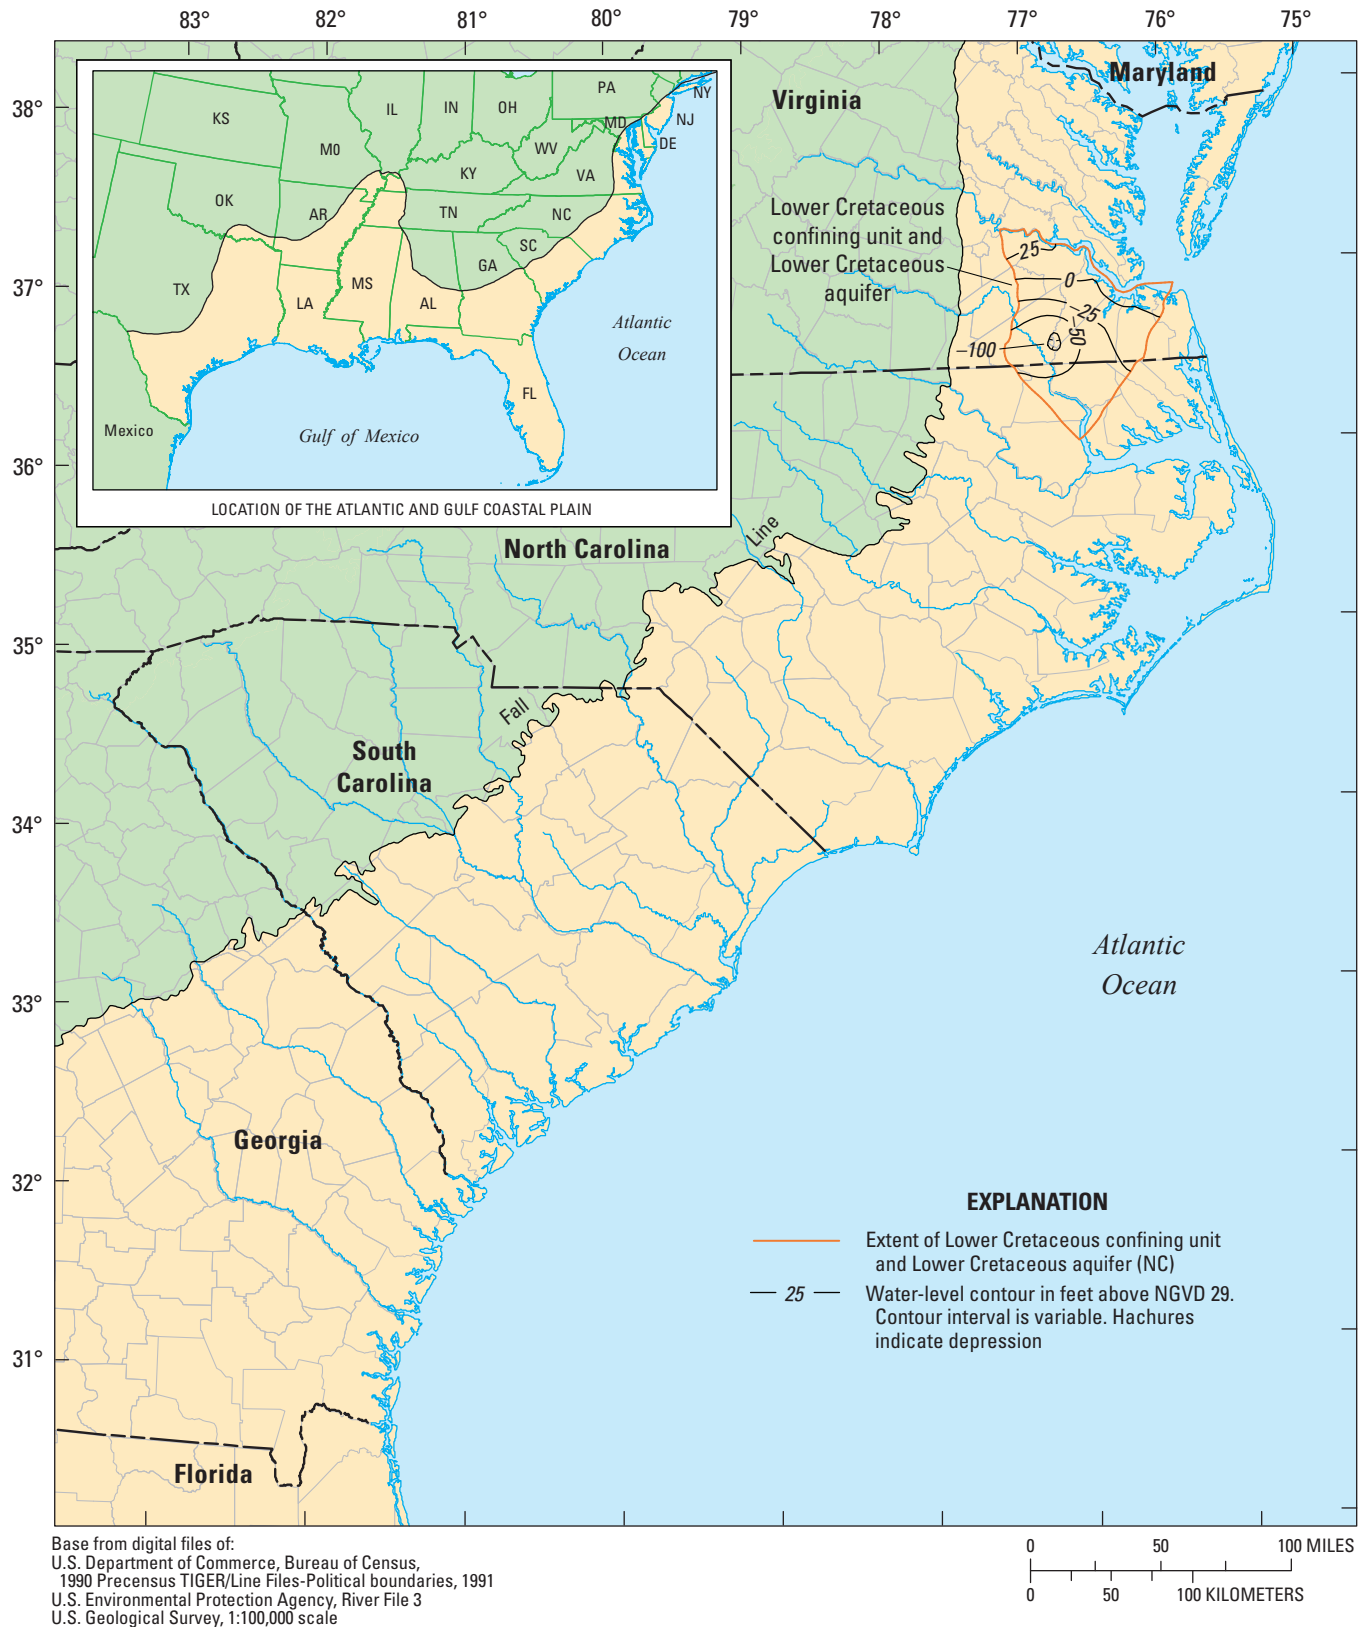 83° 82° 81° 80° 79° 78° 77° 76° 75°
38°
37°
36°
35°
34°
33°
32°
31°
KS
MO
IL
IN
OH
PA
NY
NJ
MD
DE
WV
VA
KY
OK
AR
TN
NC
SC
GA
TX
LA
MS
AL
FL
Mexico
Gulf of Mexico
Atlantic
Ocean
LOCATION OF THE ATLANTIC AND GULF COASTAL PLAIN
Maryland
Virginia
Lower Cretaceous
confining unit and
Lower Cretaceous
aquifer
25
0
–25
–50
–100
North Carolina
Fall
Line
South
Carolina
Georgia
Florida
Atlantic
Ocean
EXPLANATION
Extent of Lower Cretaceous confining unit
and Lower Cretaceous aquifer (NC)
25
Water-level contour in feet above NGVD 29.
Contour interval is variable. Hachures
indicate depression
Base from digital files of:
U.S. Department of Commerce, Bureau of Census,
1990 Precensus TIGER/Line Files-Political boundaries, 1991
U.S. Environmental Protection Agency, River File 3
U.S. Geological Survey, 1:100,000 scale
0 50 100 MILES
0 50 100 KILOMETERS